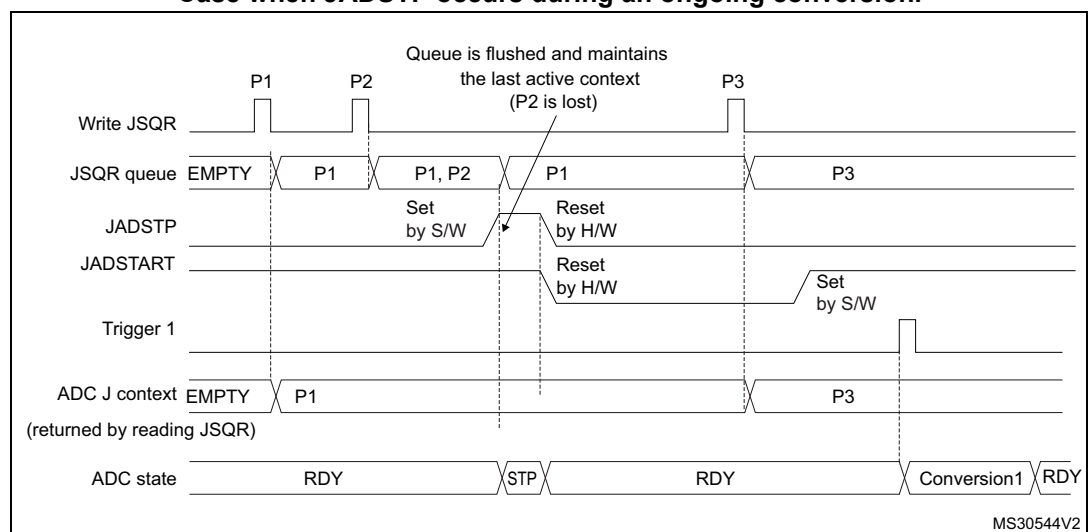 Case when JADSTP occurs during an ongoing conversion.
Queue is flushed and maintains
the last active context
(P2 is lost)
P1
P2
P3
Write JSQR
JSQR queue
EMPTY
P1
P1, P2
P1
P3
Set
by S/W
Reset
by H/W
JADSTP
JADSTART
Reset
by H/W
Set
by S/W
Trigger 1
ADC J context
(returned by reading JSQR)
EMPTY
P1
P3
ADC state
RDY
STP
RDY
Conversion1
RDY
MS30544V2